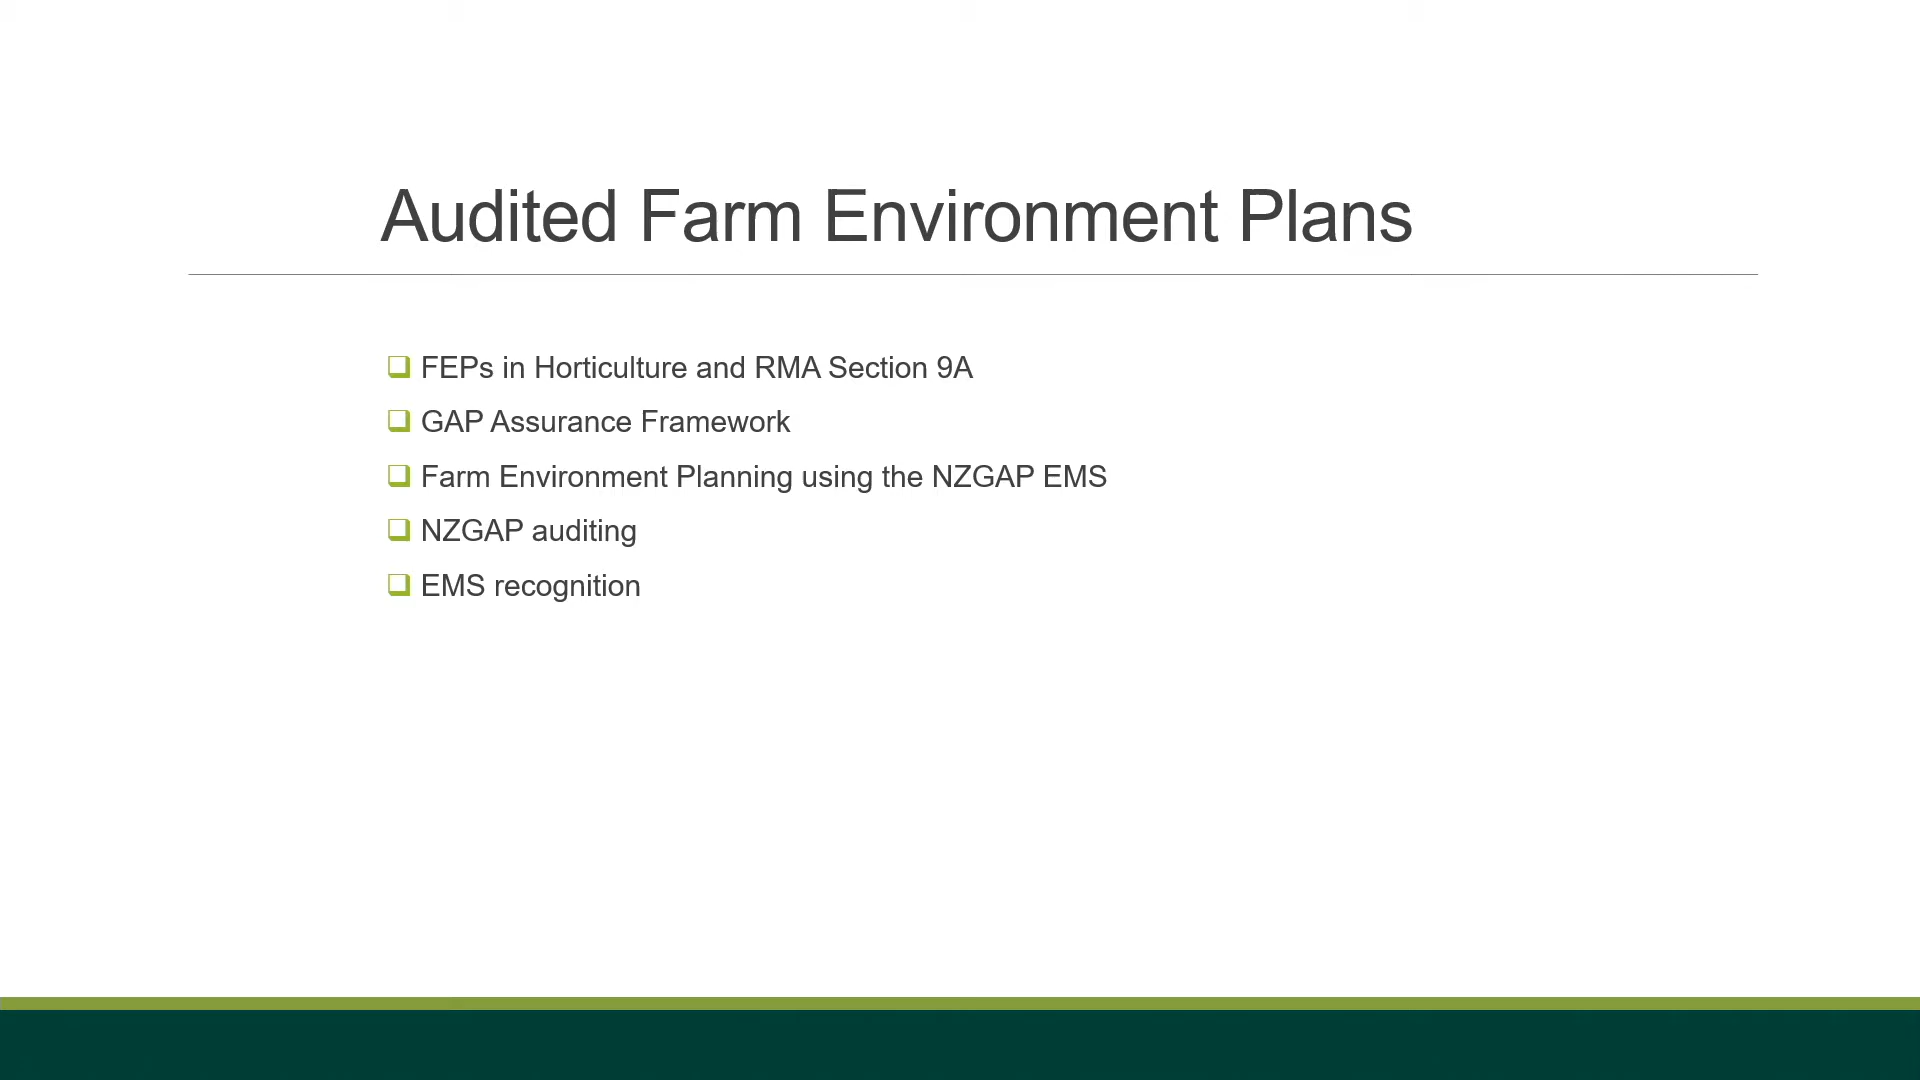 Audited Farm Environment Plans
FEPs in Horticulture and RMA Section 9A
GAP Assurance Framework
Farm Environment Planning using the NZGAP EMS
NZGAP auditing
EMS recognition